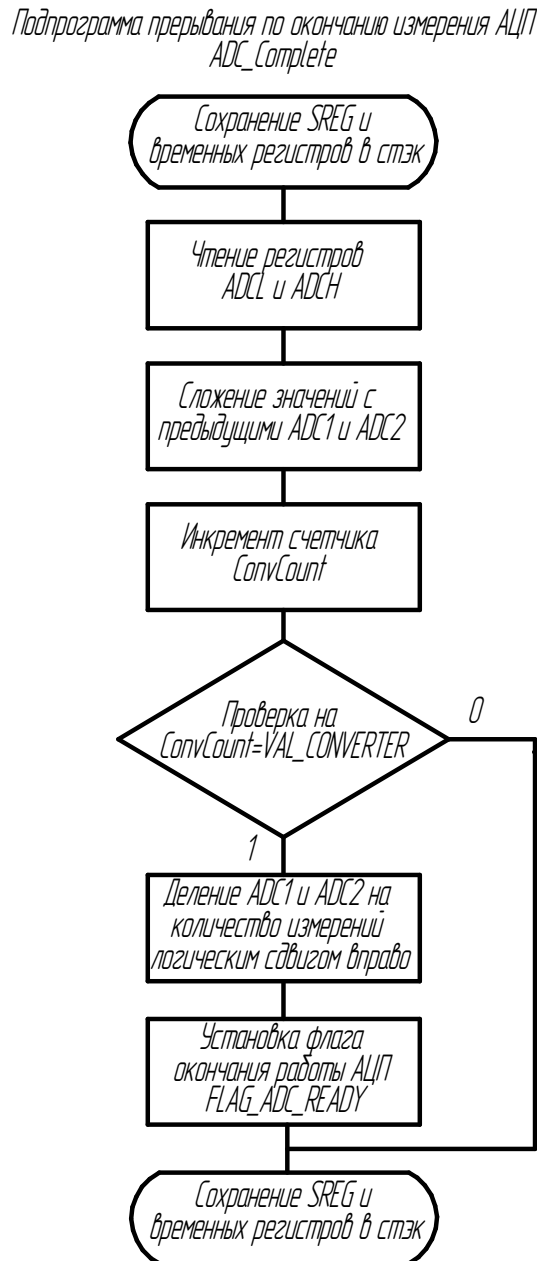 Подпрограмма прерывания по окончанию измерения АЦП
ADC_Complete
Сохранение SREG и
временных регистров в стэк
Чтение регистров
ADCL и ADCH
Сложение значений с
предыдущими ADC1 и ADC2
Инкремент счетчика
ConvCount
Проверка на
ConvCount=VAL_CONVERTER
0
1
Деление ADC1 и ADC2 на
количество измерений
логическим сдвигом вправо
Установка флага
окончания работы АЦП
FLAG_ADC_READY
Сохранение SREG и
временных регистров в стэк